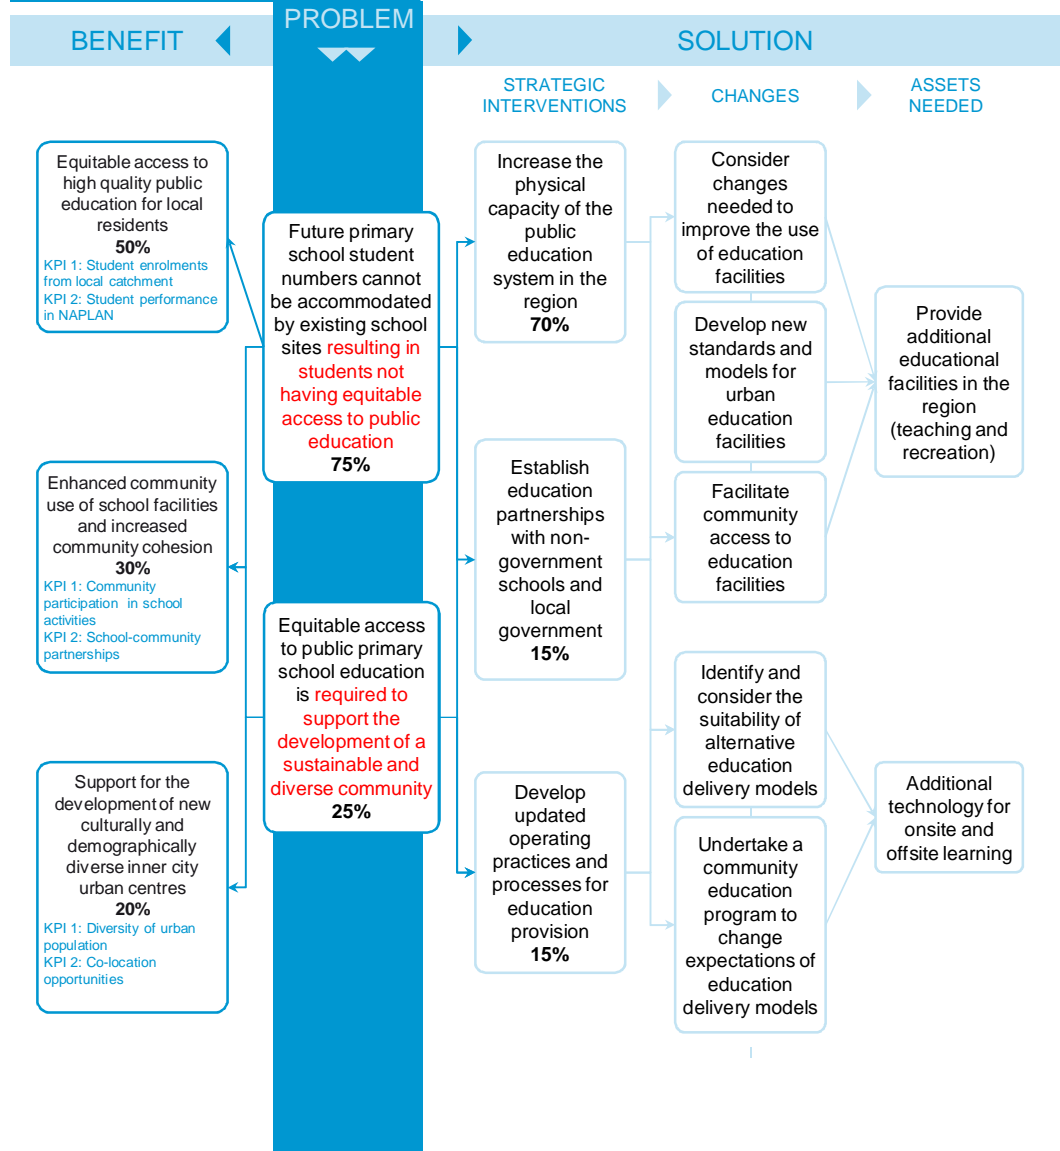 PROBLEM
BENEFIT
SOLUTION
STRATEGIC
INTERVENTIONS
CHANGES
ASSETS
NEEDED
Equitable access to
high quality public
education for local
residents
50%
KPI 1: Student enrolments
from local catchment
KPI 2: Student performance
in NAPLAN
Enhanced community
use of school facilities
and increased
community cohesion
30%
KPI 1: Community
participation in school
activities
KPI 2: School-community
partnerships
Support for the
development of new
culturally and
demographically
diverse inner city
urban centres
20%
KPI 1: Diversity of urban
population
KPI 2: Co-location
opportunities
Future primary
school student
numbers cannot
be accommodated
by existing school
sites resulting in
students not
having equitable
access to public
education
75%
Equitable access
to public primary
school education
is required to
support the
development of a
sustainable and
diverse community
25%
Increase the
physical
capacity of the
public
education
system in the
region
70%
Establish
education
partnerships
with non-
government
schools and
local
government
15%
Develop
updated
operating
practices and
processes for
education
provision
15%
Consider
changes
needed to
improve the use
of education
facilities
Develop new
standards and
models for
urban
education
facilities
Facilitate
community
access to
education
facilities
Identify and
consider the
suitability of
alternative
education
delivery models
Undertake a
community
education
program to
change
expectations of
education
delivery models
Provide
additional
educational
facilities in the
region
(teaching and
recreation)
Additional
technology for
onsite and
offsite learning